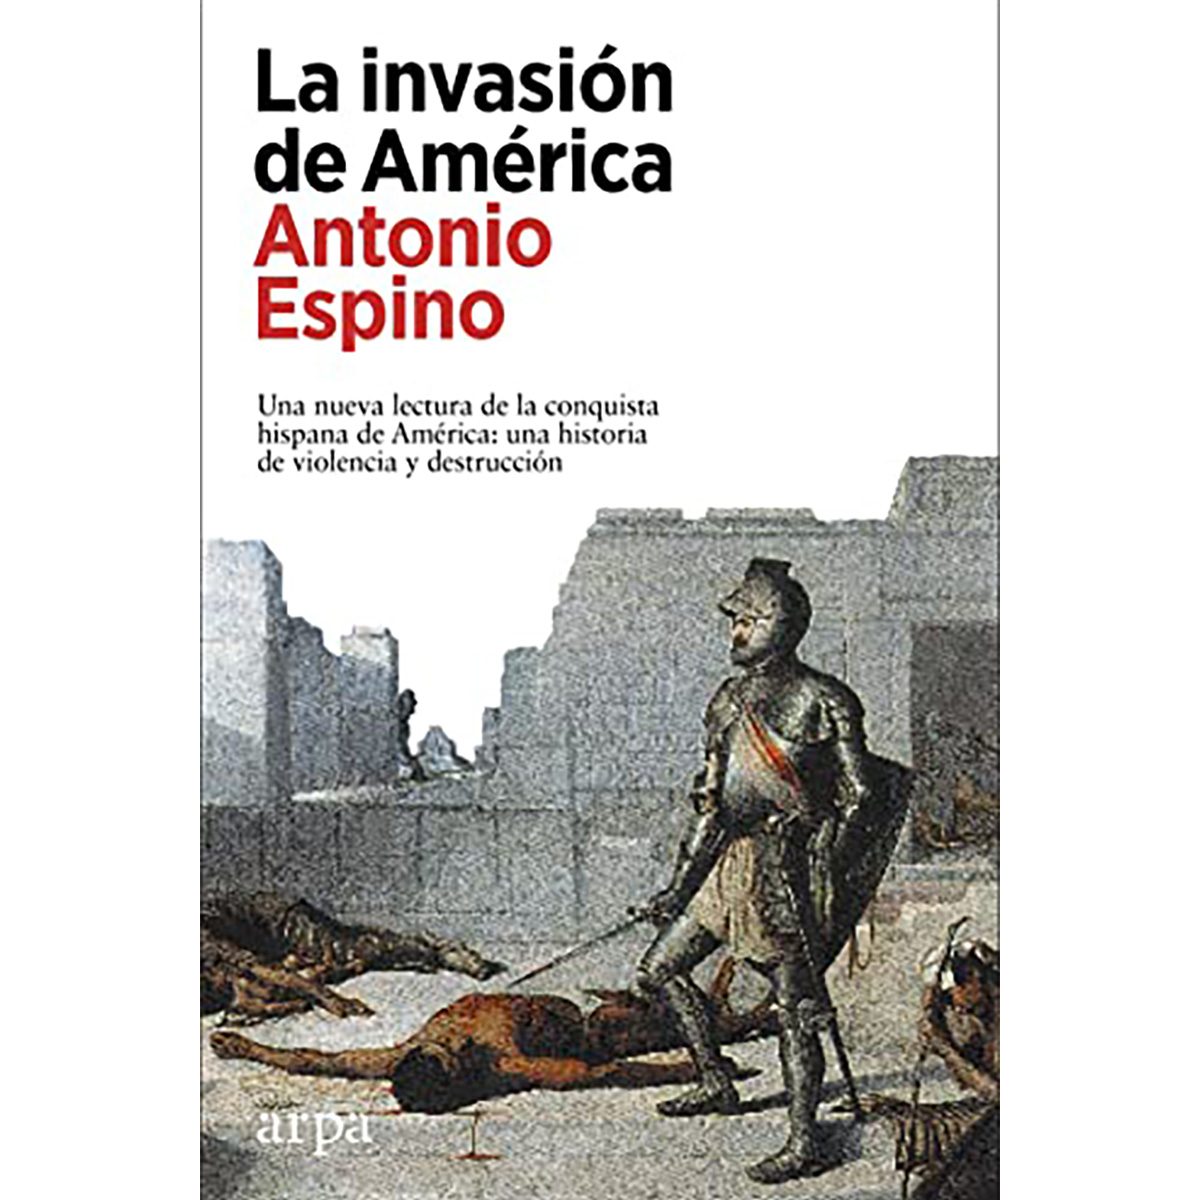 La invasión
de América
Antonio
Espino
Una nueva lectura de la conquista
hispana de América: una historia
de violencia y destrucción
arpa